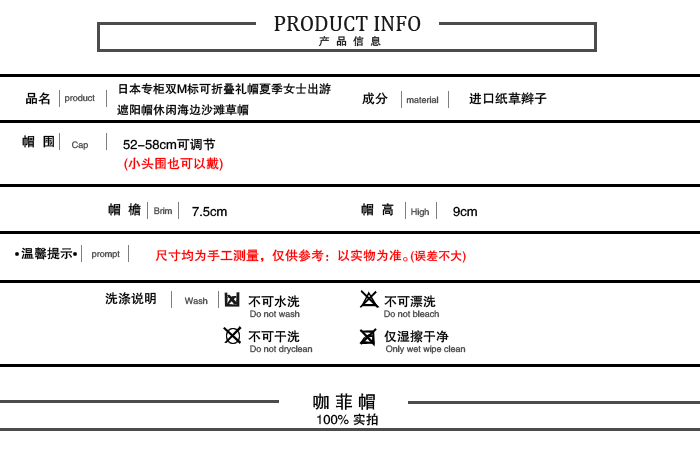 PRODUCT INFO
产品信息
品名 product 日本专柜双M标可折叠礼帽夏季女士出游
遮阳帽休闲海边沙滩草帽
成分 material 进口纸草辫子
帽 围 Cap 52-58cm可调节
(小头围也可以戴)
帽 檐 Brim 7.5cm 帽 高 High 9cm
•温馨提示• prompt 尺寸均为手工测量，仅供参考：以实物为准。(误差不大)
洗涤说明 Wash 不可水洗 不可漂洗
Do not wash Do not bleach
不可干洗 仅湿擦干净
Do not dryclean Only wet wipe clean
咖菲帽
100% 实拍